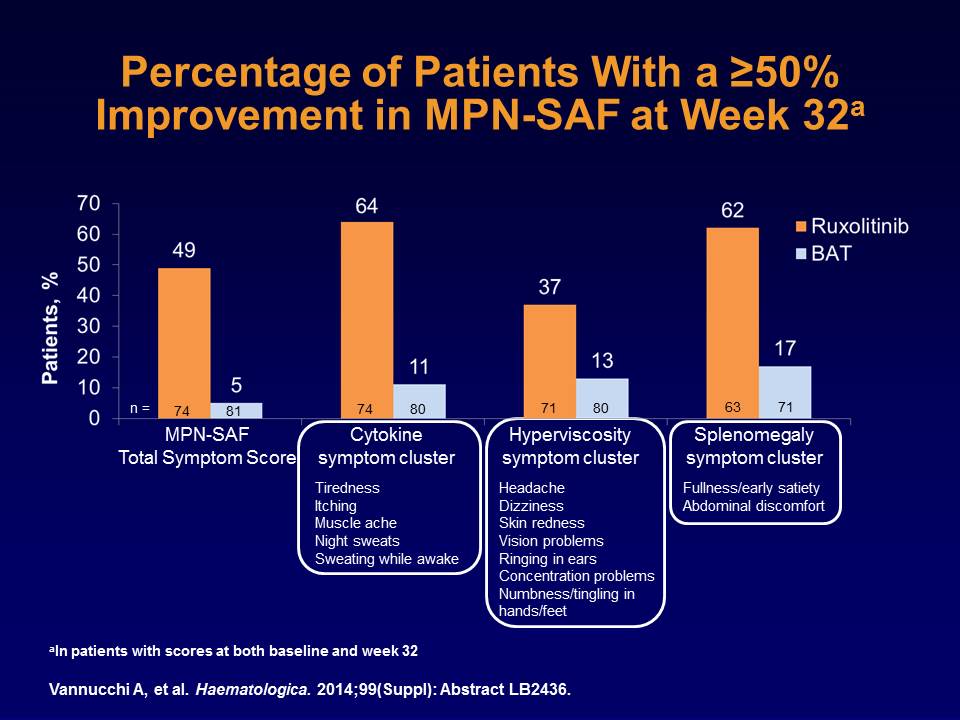 Percentage of Patients With a ≥50%
Improvement in MPN-SAF at Week 32ª
Patients, %
70
60
50
40
30
20
10
0
49
5
64
11
37
13
62
17
Ruxolitinib
BAT
n =
74
81
74
80
71
80
63
71
MPN-SAF
Total Symptom Score
Cytokine
symptom cluster
Tiredness
Itching
Muscle ache
Night sweats
Sweating while awake
Hyperviscosity
symptom cluster
Headache
Dizziness
Skin redness
Vision problems
Ringing in ears
Concentration problems
Numbness/tingling in
hands/feet
Splenomegaly
symptom cluster
Fullness/early satiety
Abdominal discomfort
ªIn patients with scores at both baseline and week 32
Vannucchi A, et al. Haematologica. 2014;99(Suppl): Abstract LB2436.